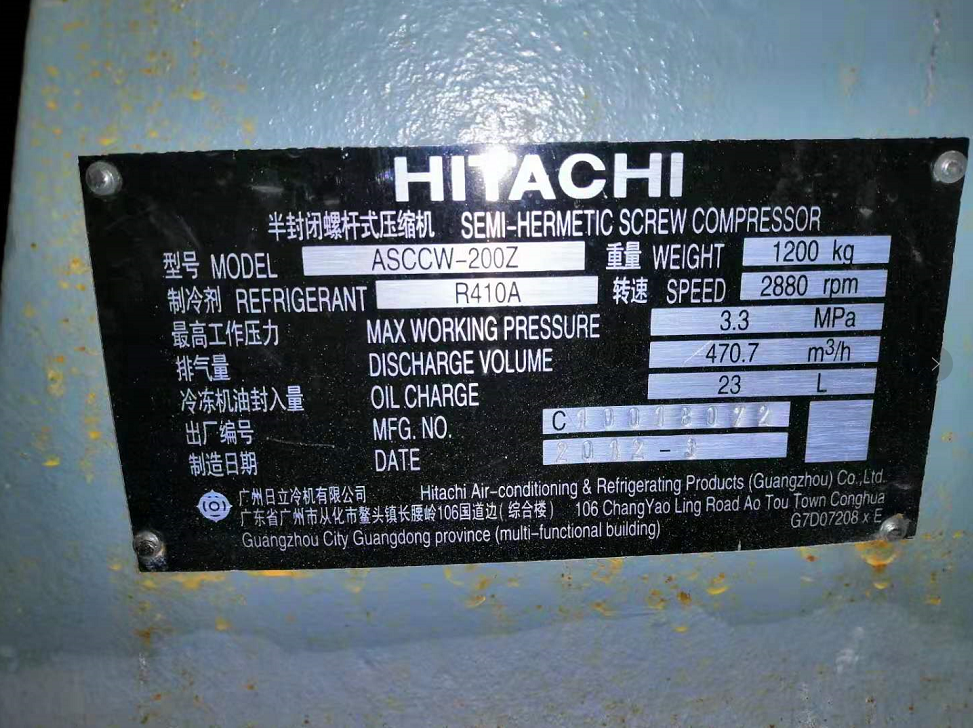 HITACHI
半封闭螺杆式压缩机 SEMI-HERMETIC SCREW COMPRESSOR
型号 MODEL ASCCW-200Z 重量 WEIGHT 1200 kg
制冷剂 REFRIGERANT R410A 转速 SPEED 2880 rpm
最高工作压力 MAX WORKING PRESSURE 3.3 MPa
排气量 DISCHARGE VOLUME 470.7 m³/h
冷冻机油封入量 OIL CHARGE 23 L
出厂编号 MFG. NO. C
制造日期 DATE 2012-3
广州日立冷机有限公司 Hitachi Air-conditioning & Refrigerating Products (Guangzhou) Co., Ltd.
广东省广州市从化市鳌头镇长腰岭106国道边(综合楼) 106 ChangYao Ling Road Ao Tou Town Conghua
Guangzhou City Guangdong province (multi-functional building) G7D07208 x E